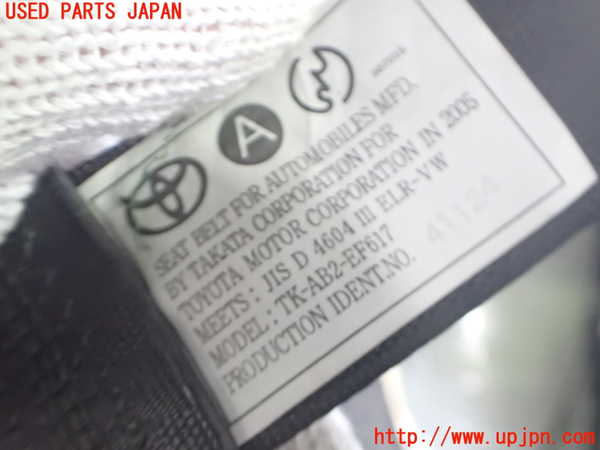 USED PARTS JAPAN
A
SEAT BELT FOR AUTOMOBILES MFD.
BY TAKATA CORPORATION FOR
TOYOTA MOTOR CORPORATION IN 2005
MEETS : JIS D 4604 III ELR-VW
MODEL: TK-AB2-EF617
PRODUCTION IDENT.NO. 41124
http://www.upjpn.com/